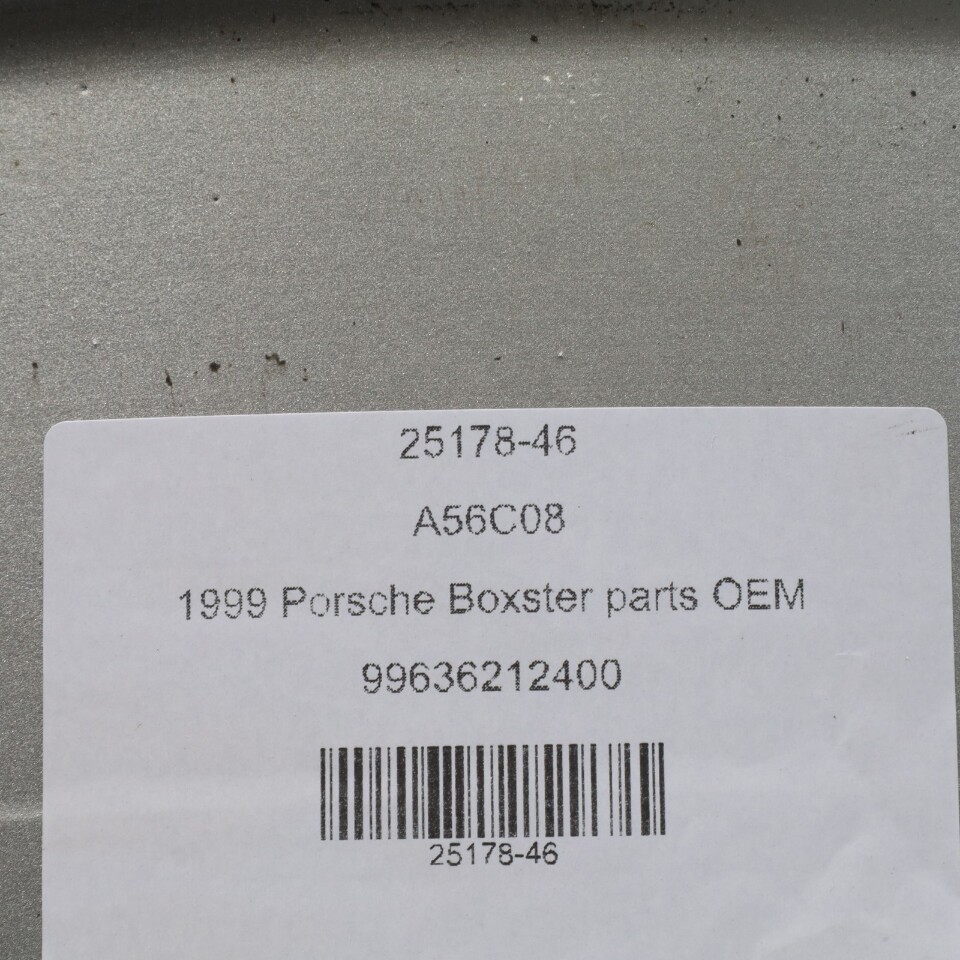 25178-46
A56C08
1999 Porsche Boxster parts OEM
99636212400
25178-46